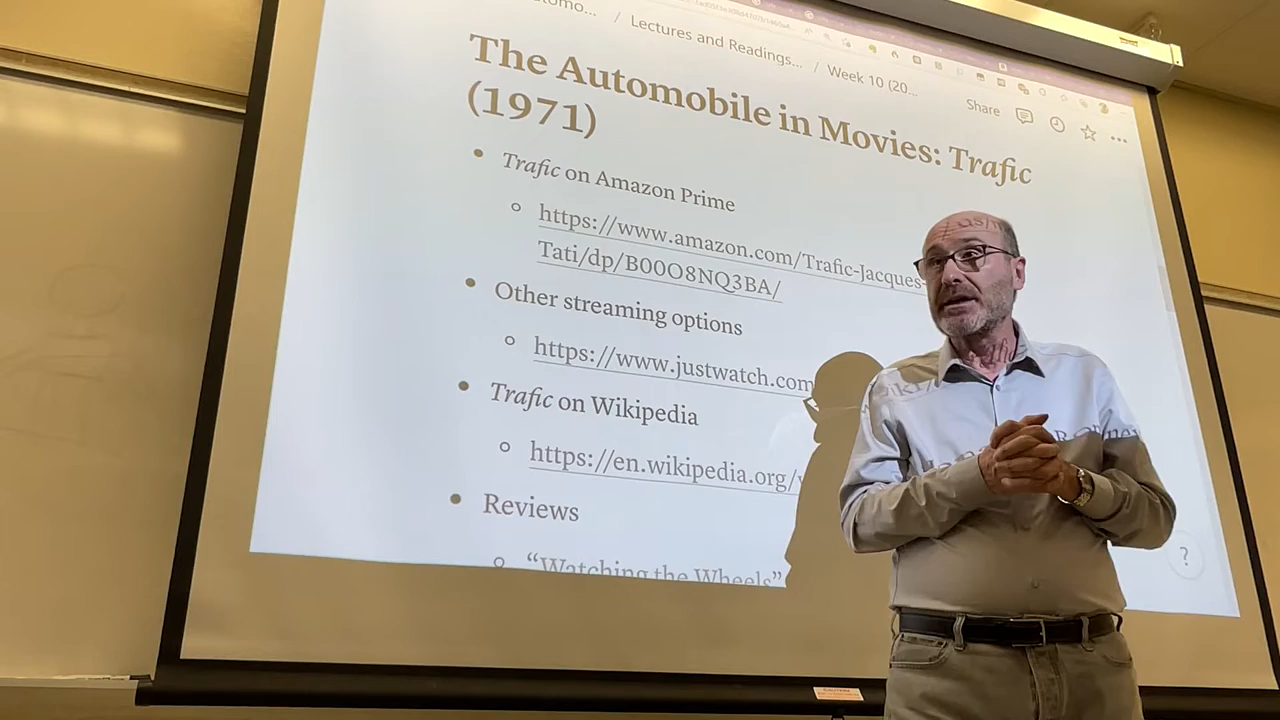 Lectures and Readings... / Week 10 (20...
Share
The Automobile in Movies: Trafic
(1971)
• Trafic on Amazon Prime
https://www.amazon.com/Trafic-Jacques-
Tati/dp/B00O8NQ3BA/
• Other streaming options
https://www.justwatch.com
• Trafic on Wikipedia
https://en.wikipedia.org/
• Reviews
"Watching the Wheels"
?